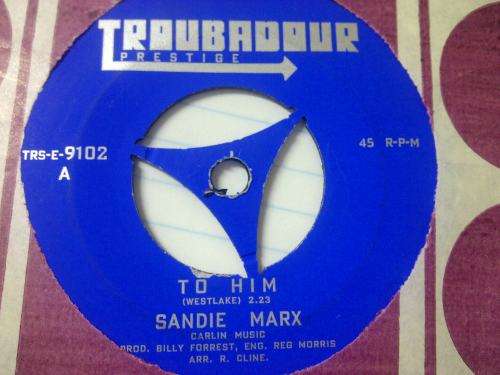 TROUBADOUR
PRESTIGE
TRS-E-9102
A
45 R-P-M
TO HIM
(WESTLAKE) 2.23
SANDIE MARX
CARLIN MUSIC
PROD. BILLY FORREST, ENG. REG MORRIS
ARR. R. CLINE.